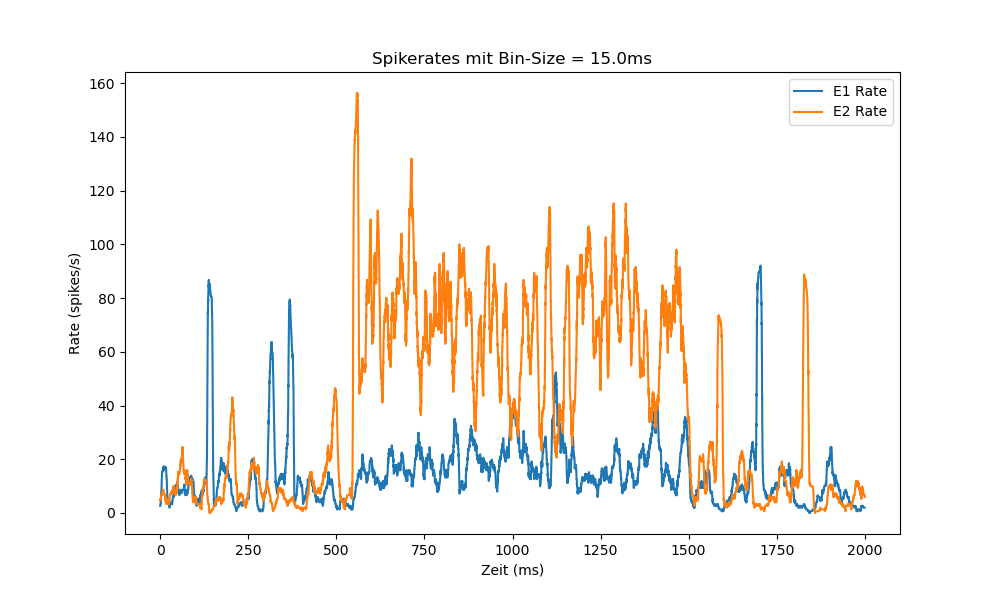 Spikerates mit Bin-Size = 15.0ms
E1 Rate
E2 Rate
160
140
120
100
80
60
40
20
0
Rate (spikes/s)
0 250 500 750 1000 1250 1500 1750 2000
Zeit (ms)